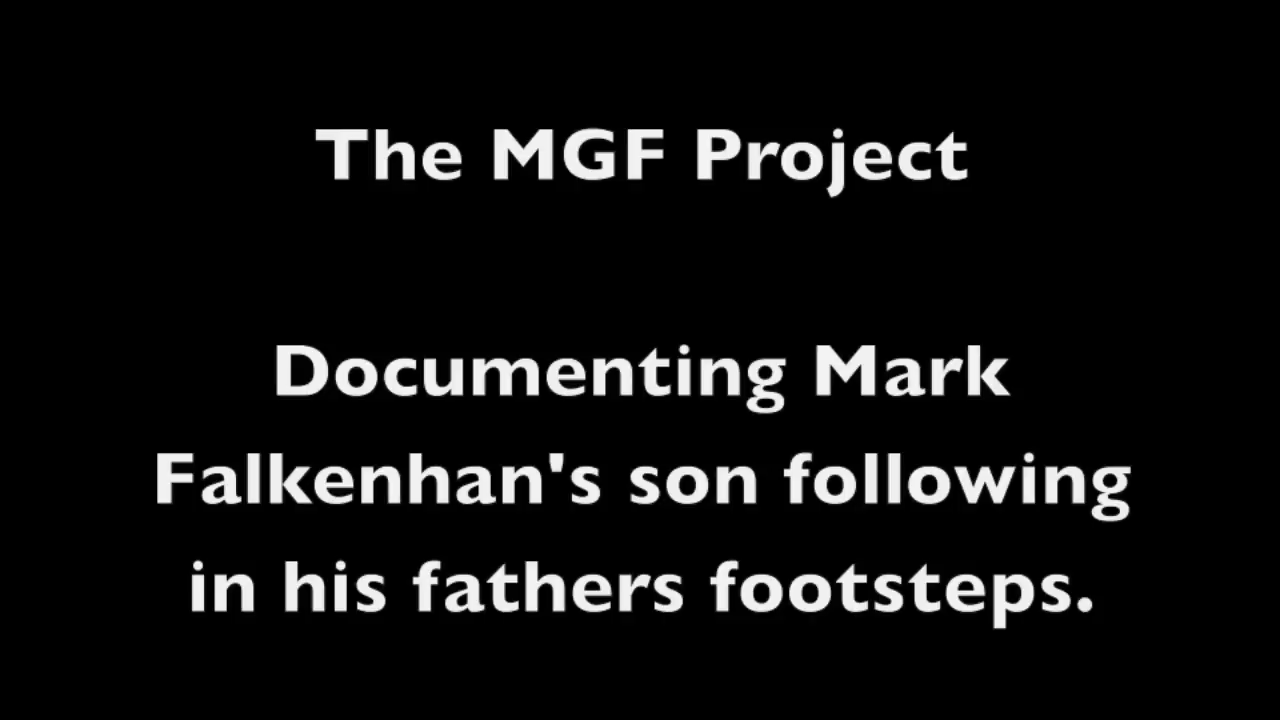 The MGF Project
Documenting Mark
Falkenhan's son following
in his fathers footsteps.